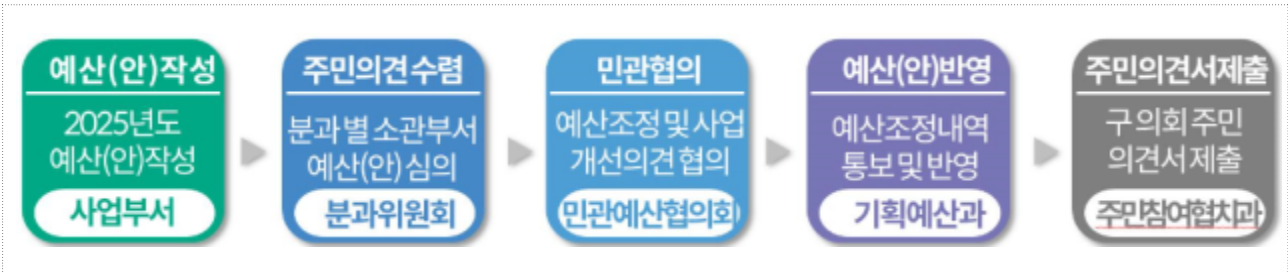 예산(안)작성
2025년도
예산(안)작성
사업부서
주민의견수렴
분과별 소관부서
예산(안) 심의
분과위원회
민관협의
예산조정 및 사업
개선의견 협의
민관예산협의회
예산(안)반영
예산조정내역
통보 및 반영
기획예산과
주민의견서제출
구 의회 주민
의견서 제출
주민참여협치과